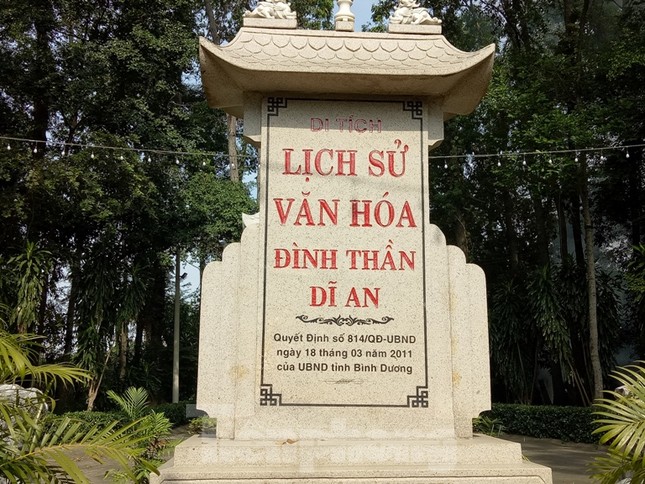 DI TÍCH
LỊCH SỬ
VĂN HÓA
ĐÌNH THẦN
DĨ AN
Quyết Định số 814/QĐ-UBND
ngày 18 tháng 03 năm 2011
của UBND tỉnh Bình Dương